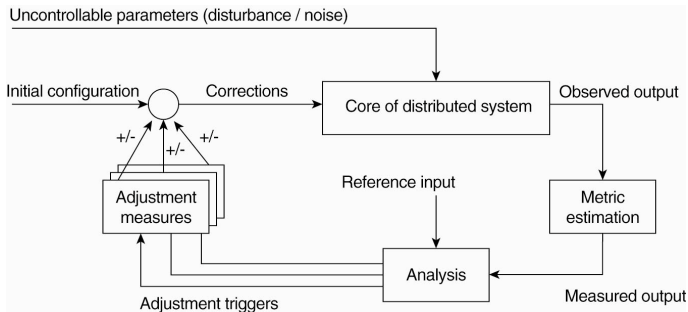 Uncontrollable parameters (disturbance / noise)
Initial configuration
Corrections
Core of distributed system
Observed output
+/-
+/-
+/-
Reference input
Adjustment
measures
Metric
estimation
Analysis
Adjustment triggers
Measured output